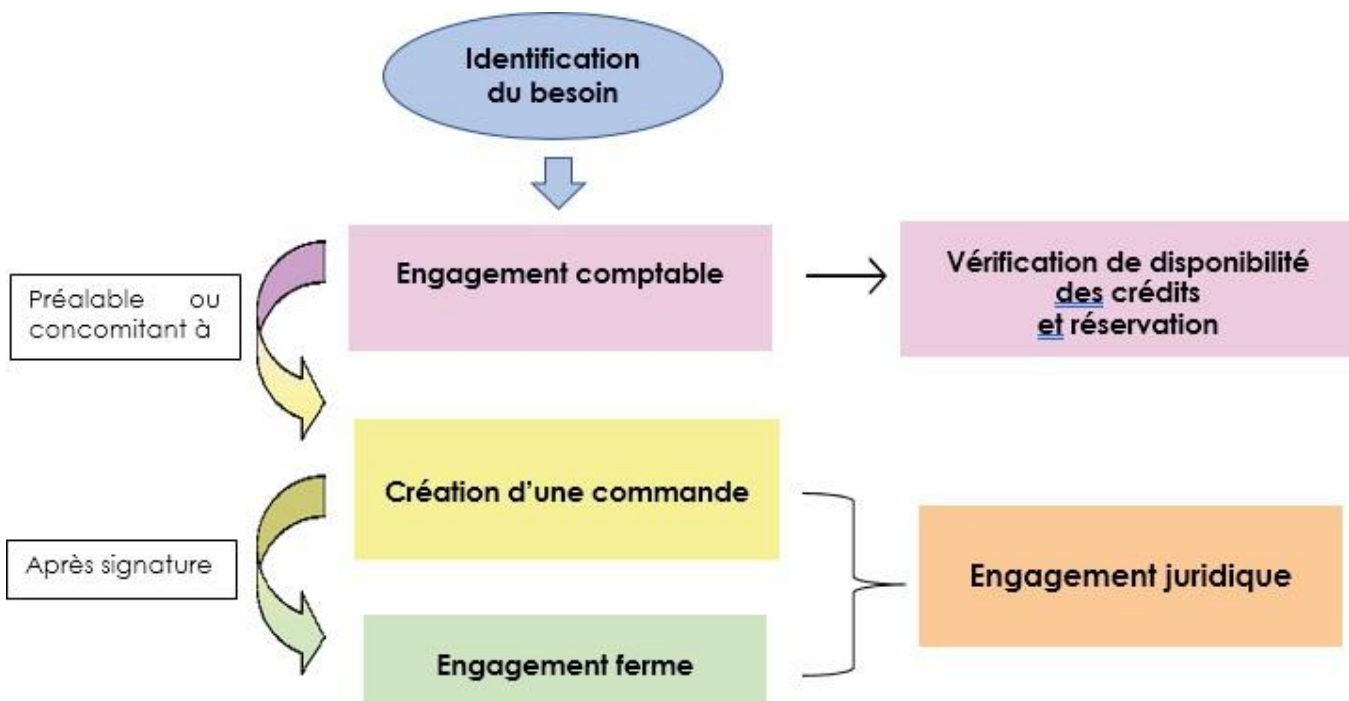 Identification
du besoin
Engagement comptable
Vérification de disponibilité
des crédits
et réservation
Préalable ou
concomitant à
Création d'une commande
Après signature
Engagement juridique
Engagement ferme